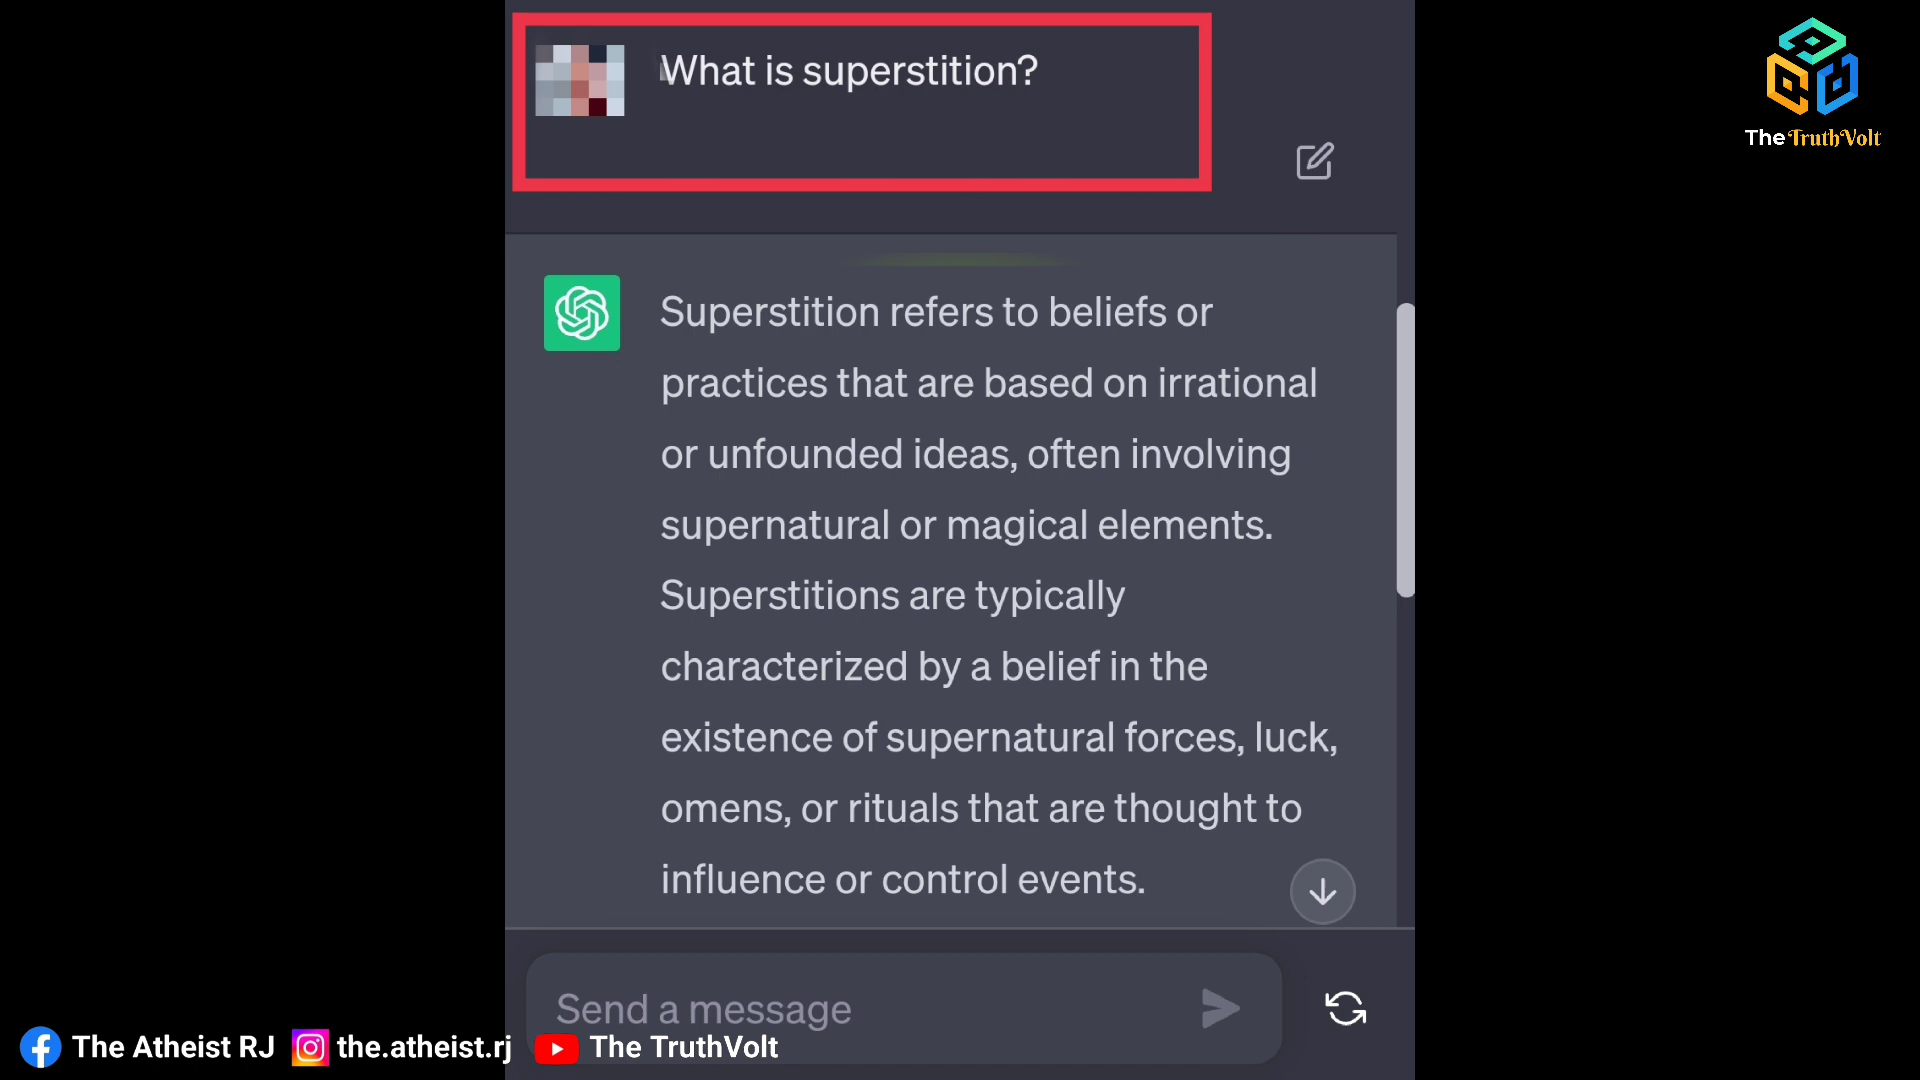 What is superstition?
The TruthVolt
Superstition refers to beliefs or
practices that are based on irrational
or unfounded ideas, often involving
supernatural or magical elements.
Superstitions are typically
characterized by a belief in the
existence of supernatural forces, luck,
omens, or rituals that are thought to
influence or control events.
Send a message
The Atheist RJ the.atheist.rj The TruthVolt